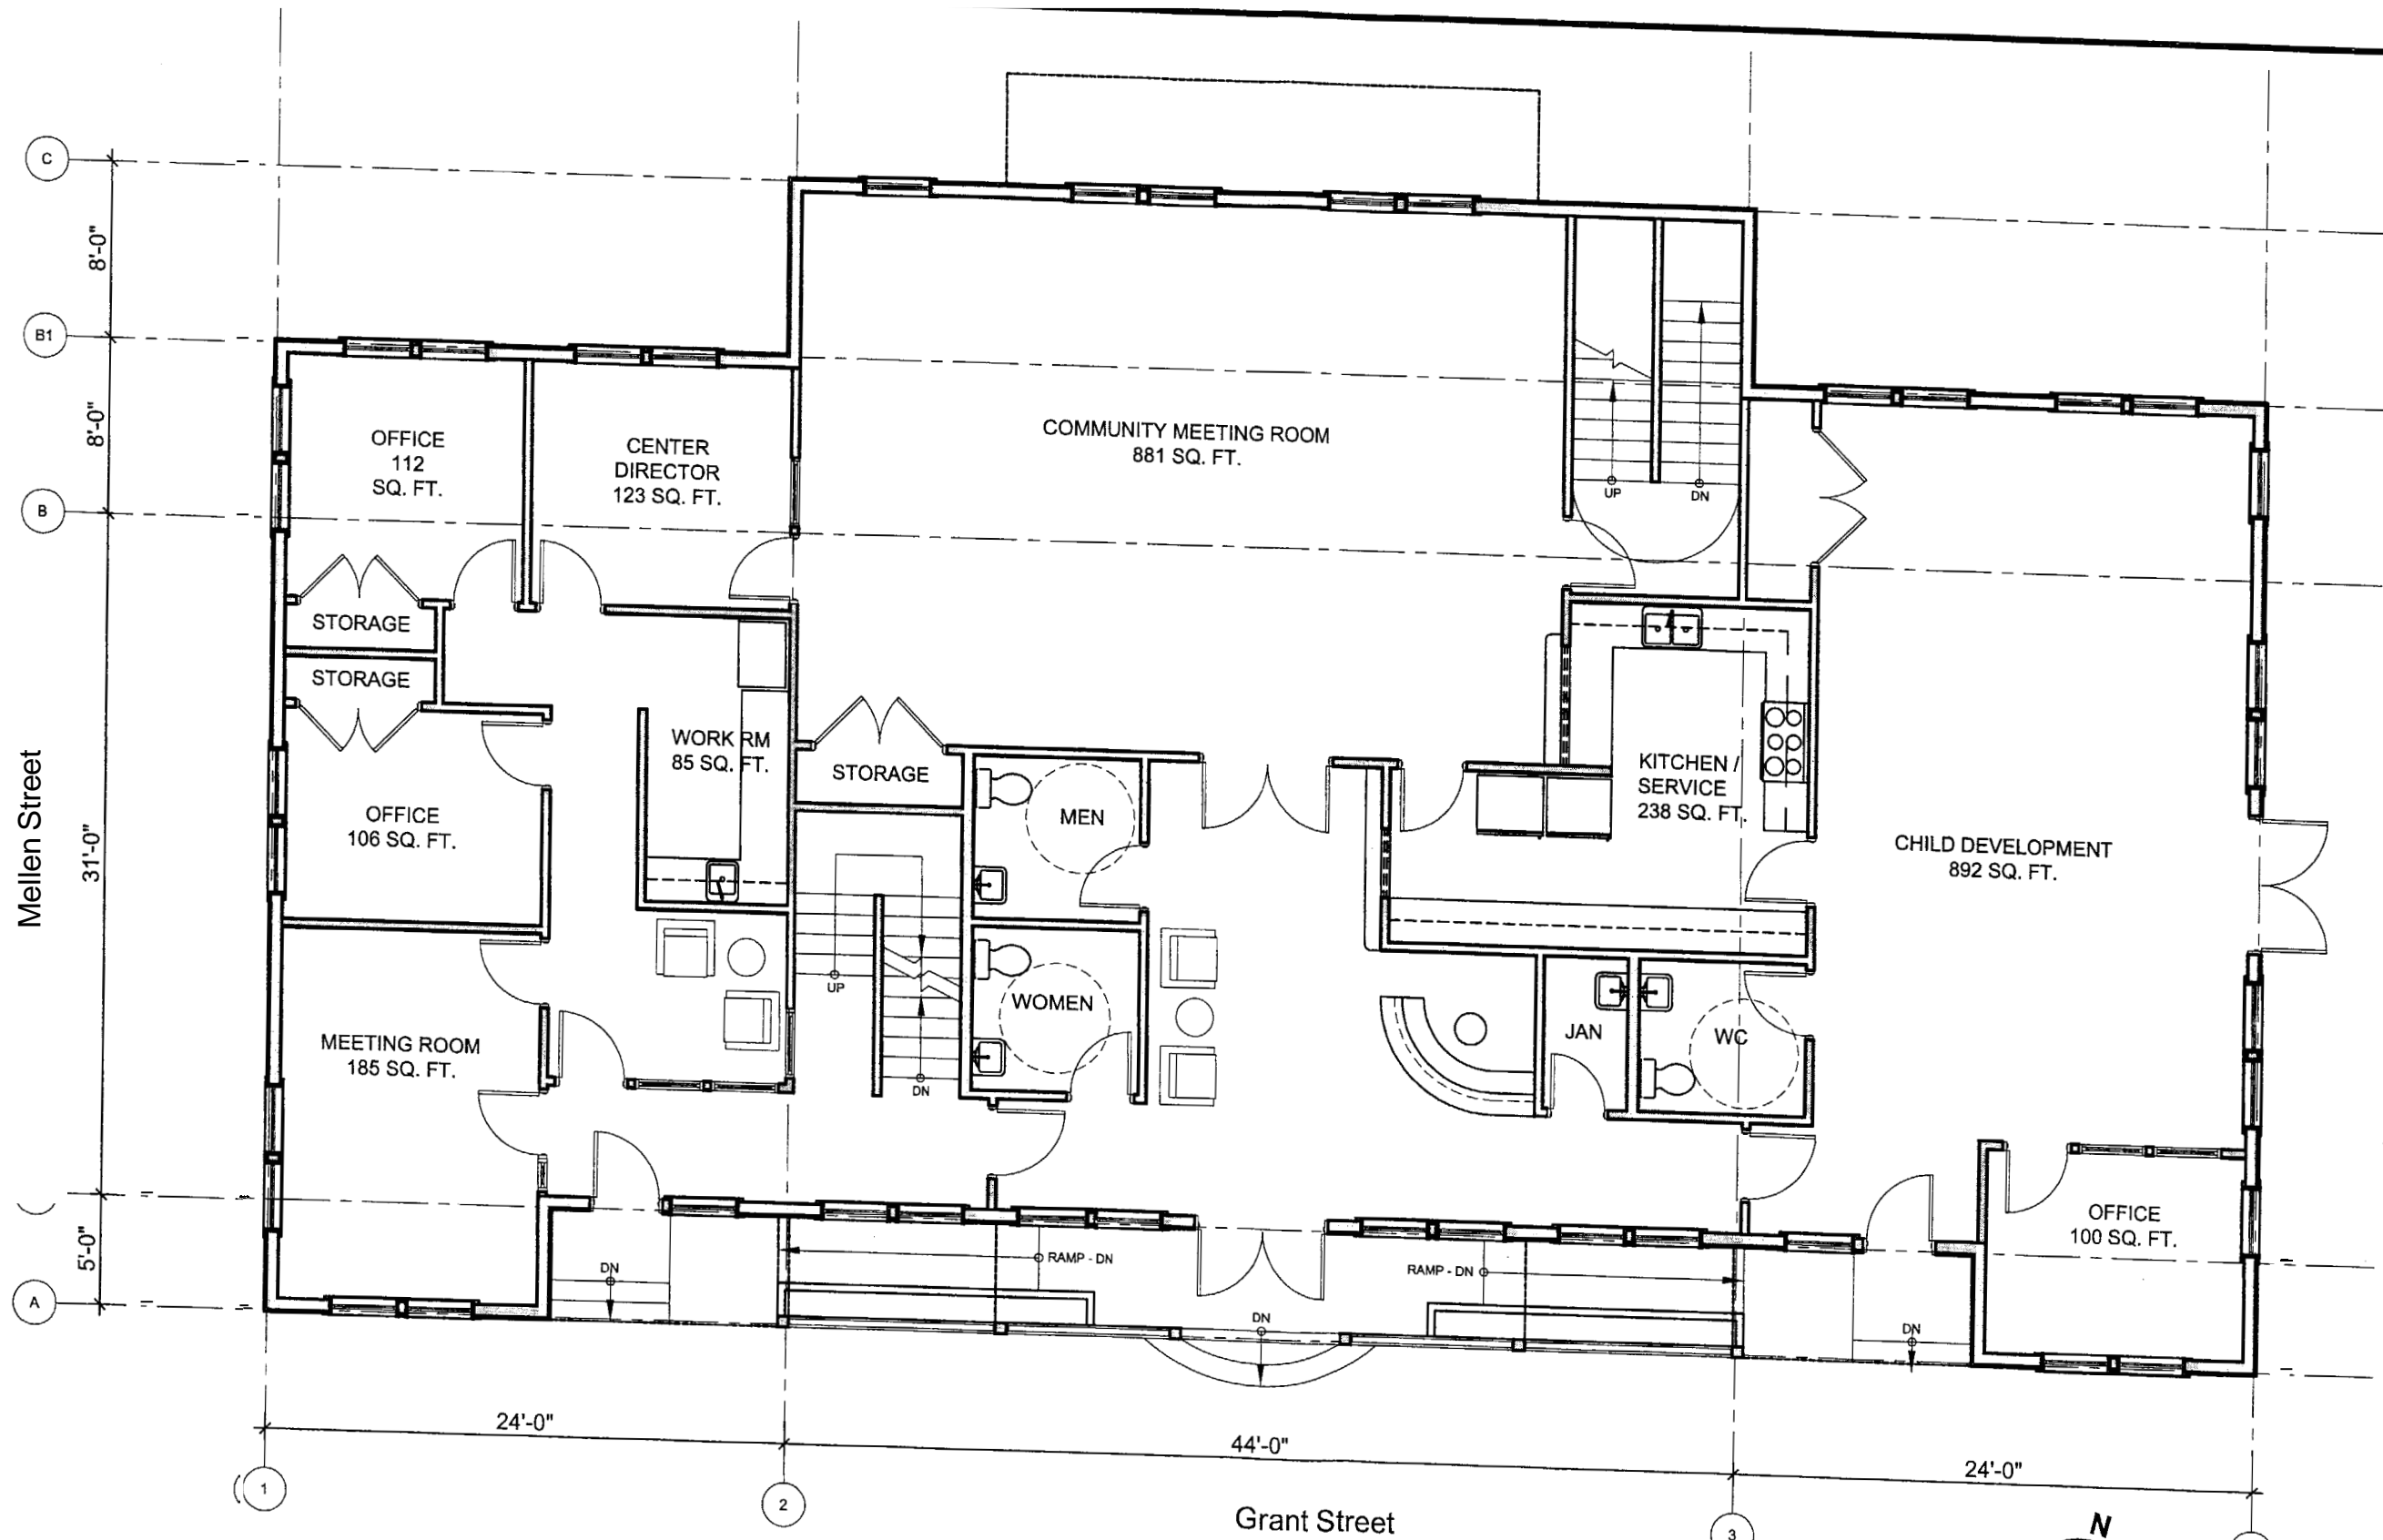 C
8'-0"
B1
8'-0"
B
OFFICE
112
SQ. FT.
CENTER
DIRECTOR
123 SQ. FT.
COMMUNITY MEETING ROOM
881 SQ. FT.
UP
DN
STORAGE
STORAGE
WORK RM
85 SQ. FT.
STORAGE
MEN
KITCHEN /
SERVICE
238 SQ. FT.
CHILD DEVELOPMENT
892 SQ. FT.
OFFICE
106 SQ. FT.
Mellen Street
31'-0"
UP
DN
WOMEN
JAN
WC
MEETING ROOM
185 SQ. FT.
OFFICE
100 SQ. FT.
5'-0"
A
DN
RAMP - DN
RAMP - DN
DN
DN
24'-0"
44'-0"
24'-0"
1
2
3
Grant Street
N